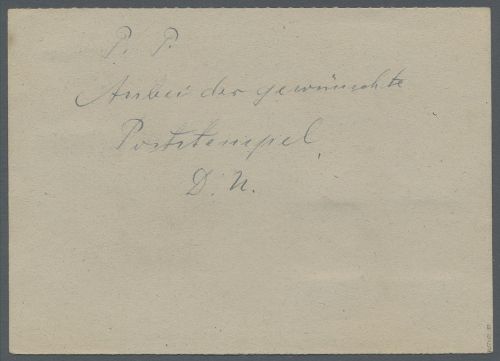 P. P.
Anbei der gewünschte
Poststempel.
D. U.